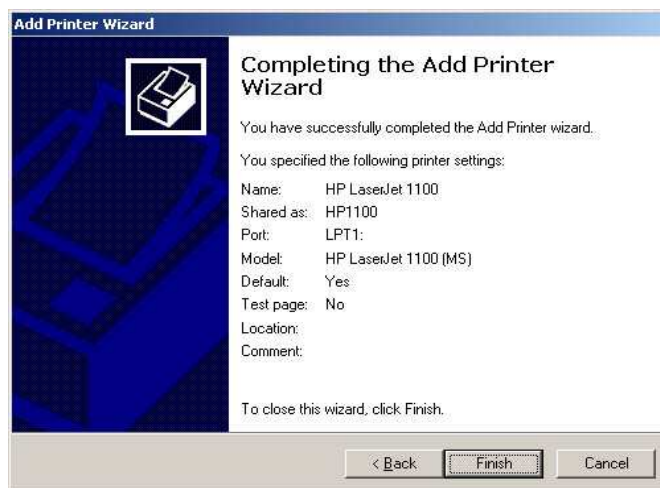 Add Printer Wizard
Completing the Add Printer
Wizard
You have successfully completed the Add Printer wizard.
You specified the following printer settings:
Name: HP LaserJet 1100
Shared as: HP1100
Port: LPT1:
Model: HP LaserJet 1100 (MS)
Default: Yes
Test page: No
Location:
Comment:
To close this wizard, click Finish.
< Back Finish Cancel